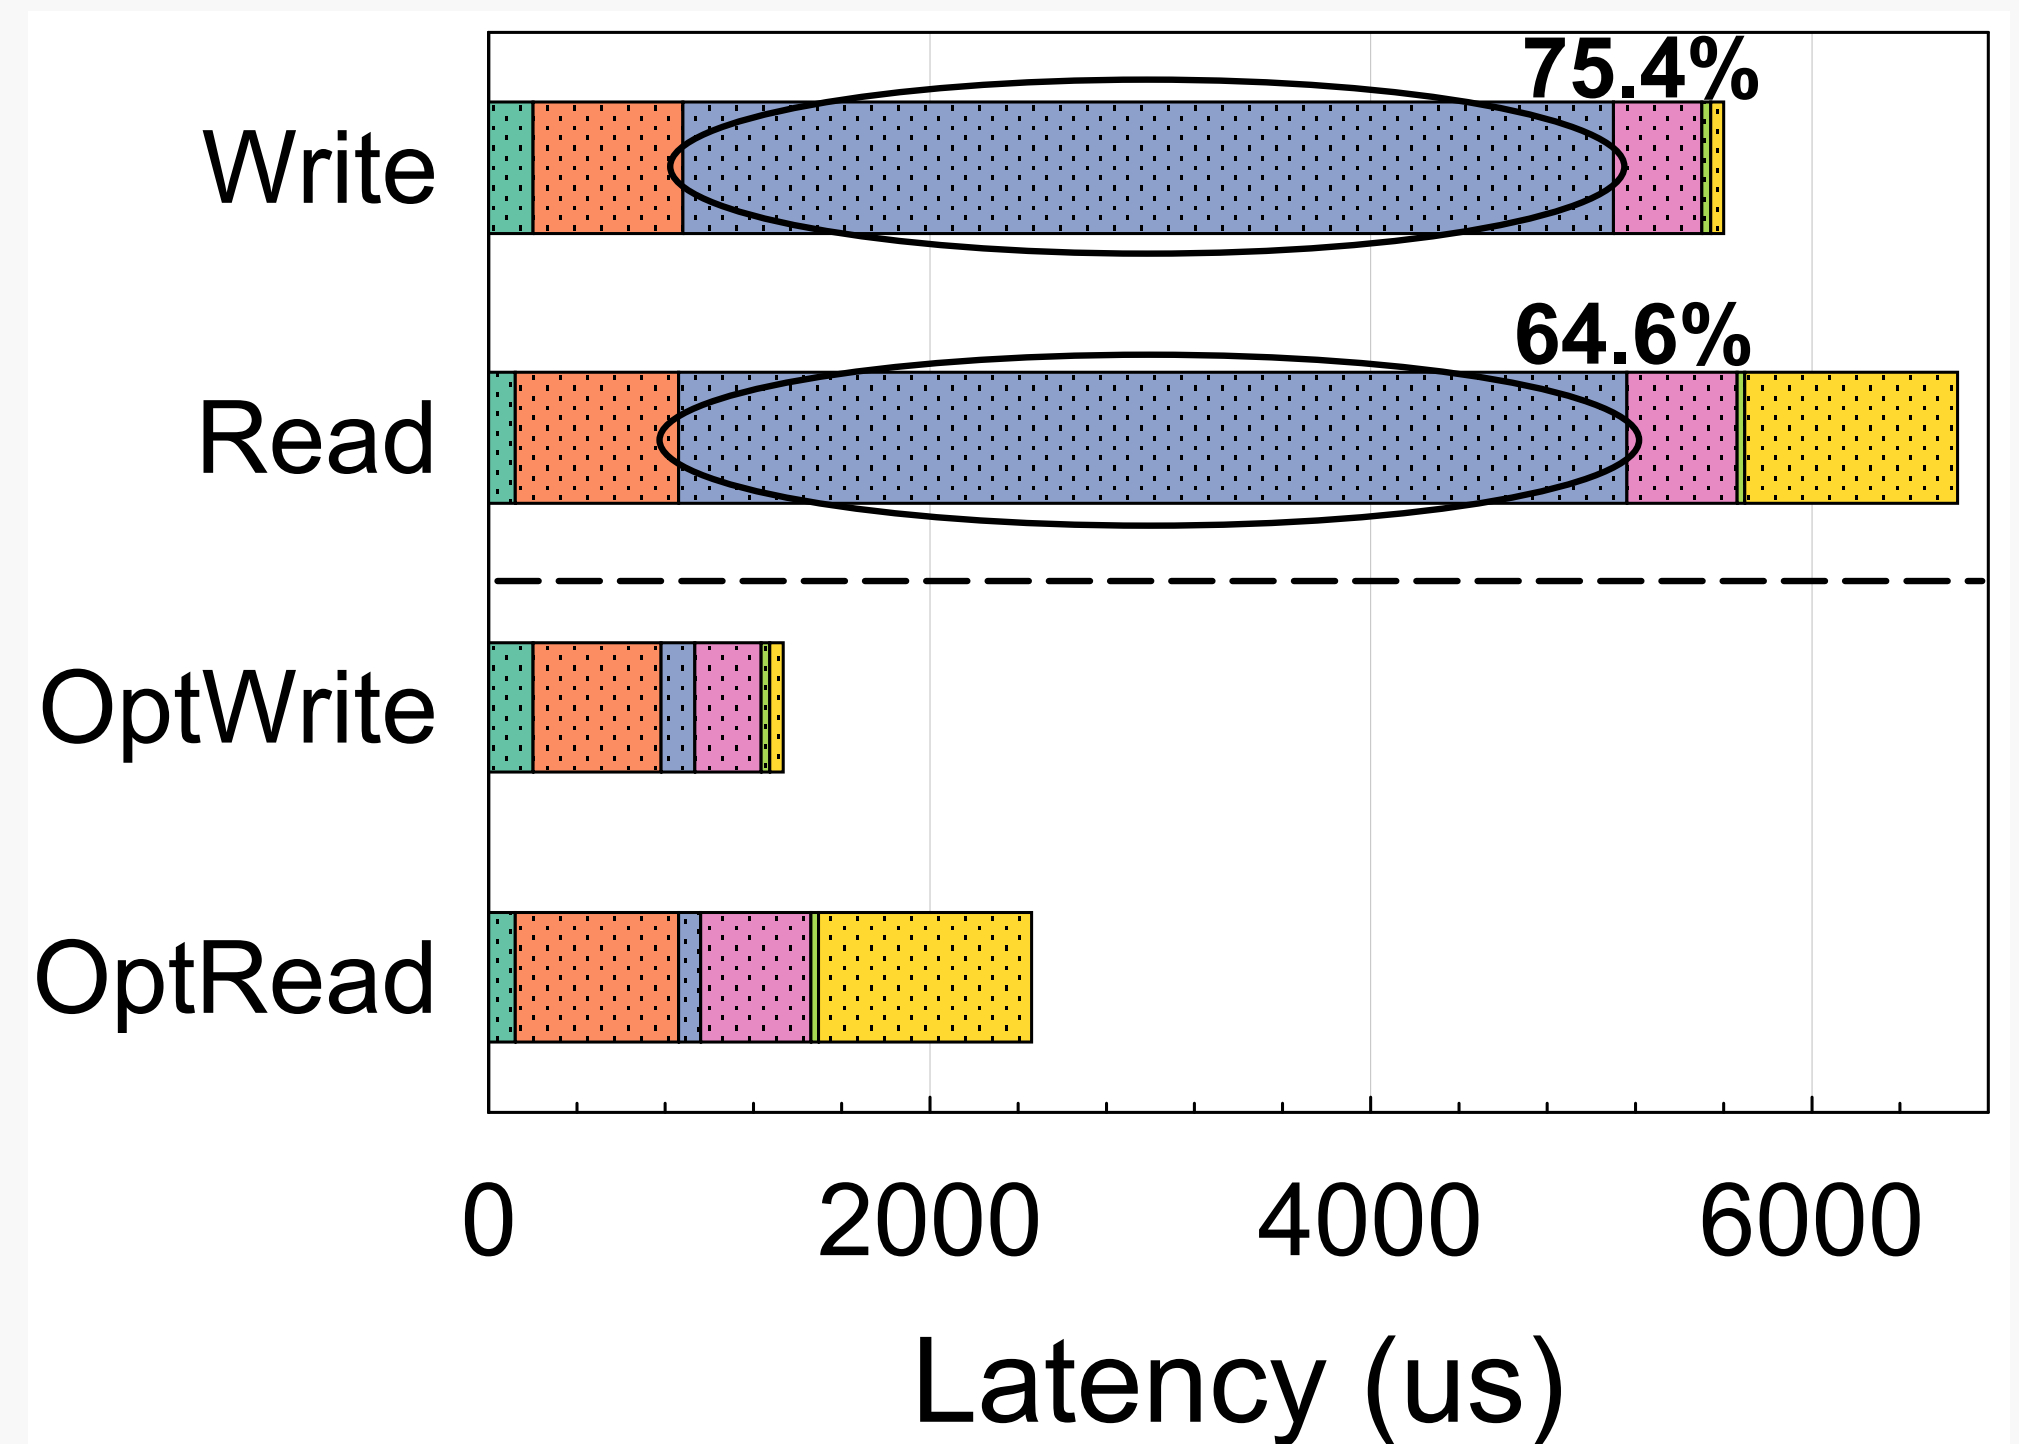 75.4%
Write
64.6%
Read
OptWrite
OptRead
0 2000 4000 6000
Latency (us)